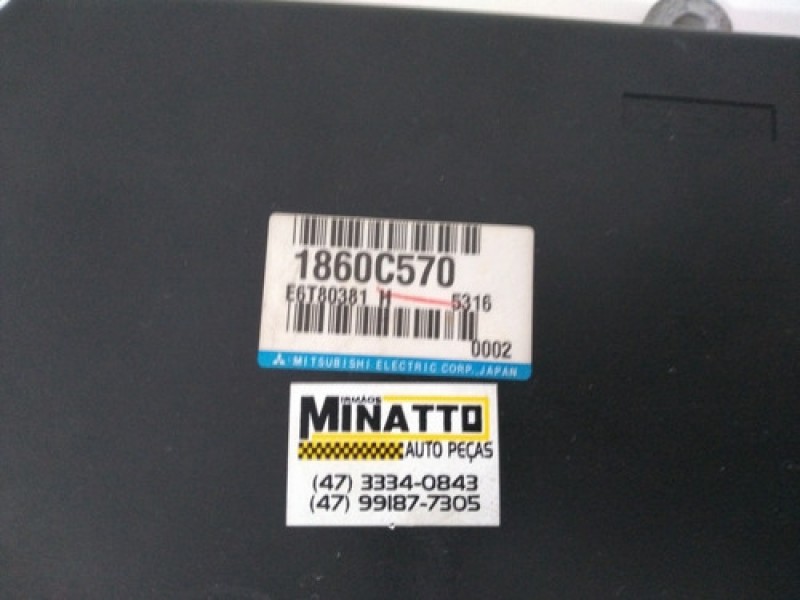 1860C570
E6T80381 H 5316
0002
MITSUBISHI ELECTRIC CORP., JAPAN
IRMÃOS
MINATTO
AUTO PEÇAS
(47) 3334-0843
(47) 99187-7305